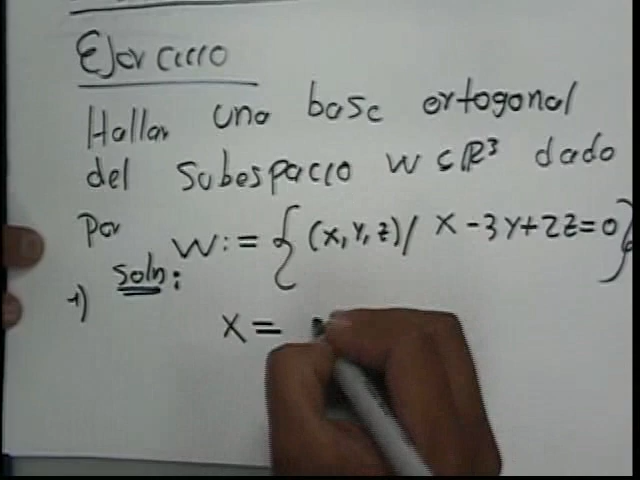 Ejercicio
Hallar una base ortogonal
del subespacio W ⊂ ℝ³ dado
por W := { (x, y, z) / x - 3y + 2z = 0 }
1) Soln:
x =